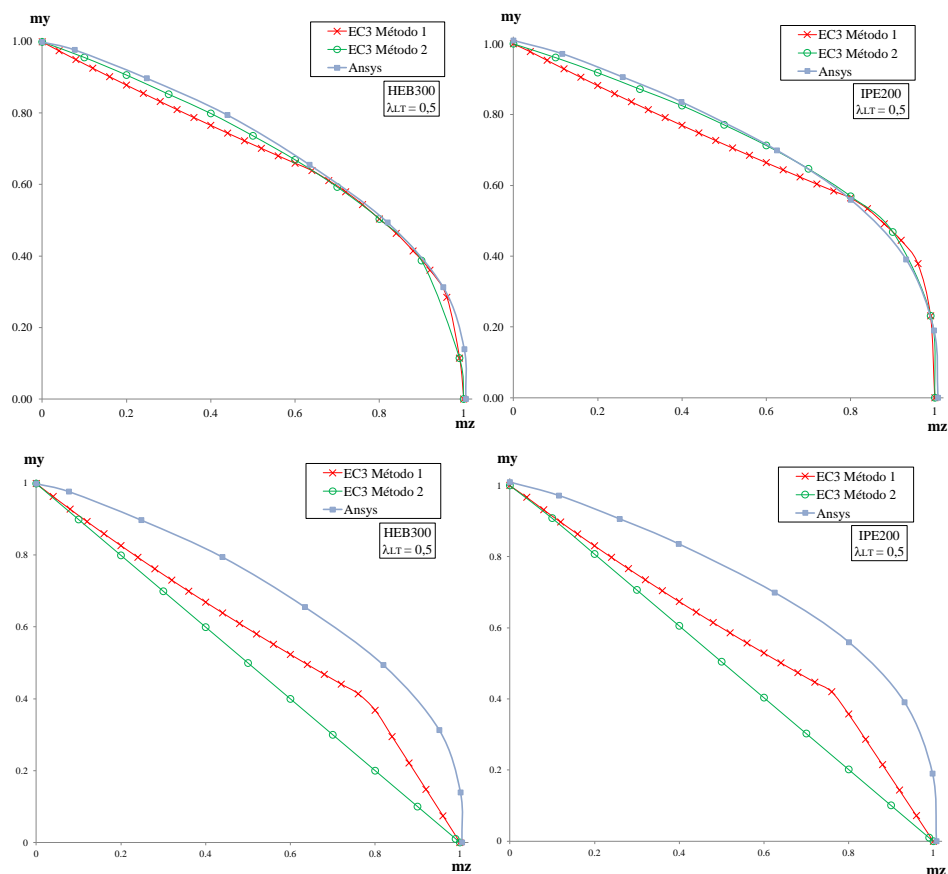 my
1.00
0.80
0.60
0.40
0.20
0.00
0
0.2
0.4
0.6
0.8
1
mz
EC3 Método 1
EC3 Método 2
Ansys
HEB300
λLT = 0,5
my
1.00
0.80
0.60
0.40
0.20
0.00
0
0.2
0.4
0.6
0.8
1
mz
EC3 Método 1
EC3 Método 2
Ansys
IPE200
λLT = 0,5
my
1
0.8
0.6
0.4
0.2
0
0
0.2
0.4
0.6
0.8
1
mz
EC3 Método 1
EC3 Método 2
Ansys
HEB300
λLT = 0,5
my
1
0.8
0.6
0.4
0.2
0
0
0.2
0.4
0.6
0.8
1
mz
EC3 Método 1
EC3 Método 2
Ansys
IPE200
λLT = 0,5